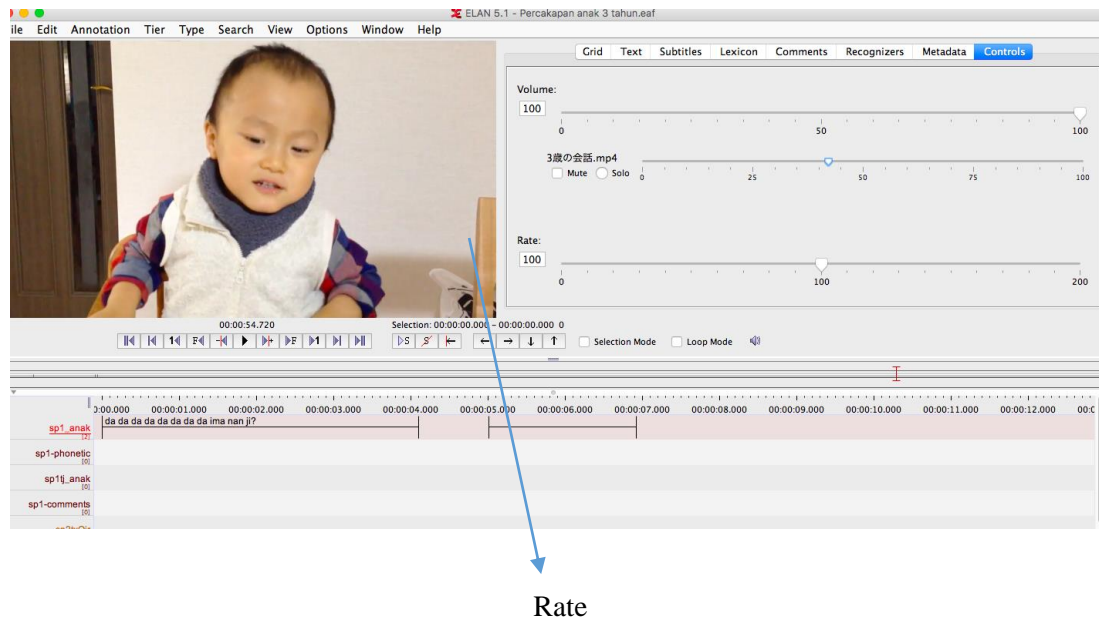 ELAN 5.1 - Percakapan anak 3 tahun.eaf
ile Edit Annotation Tier Type Search View Options Window Help
Grid Text Subtitles Lexicon Comments Recognizers Metadata Controls
Volume:
100
0 50 100
3歳の会話.mp4
Mute Solo 0 25 50 75 100
Rate:
100
0 100 200
00:00:54.720 Selection: 00:00:00.000 - 00:00:00.000 0
Selection Mode Loop Mode
0:00.000 00:00:01.000 00:00:02.000 00:00:03.000 00:00:04.000 00:00:05.000 00:00:06.000 00:00:07.000 00:00:08.000 00:00:09.000 00:00:10.000 00:00:11.000 00:00:12.000 00:0
da da da da da da da da ima nan ji?
sp1_anak
[2]
sp1-phonetic
[0]
sp1tj_anak
[0]
sp1-comments
[0]
Rate